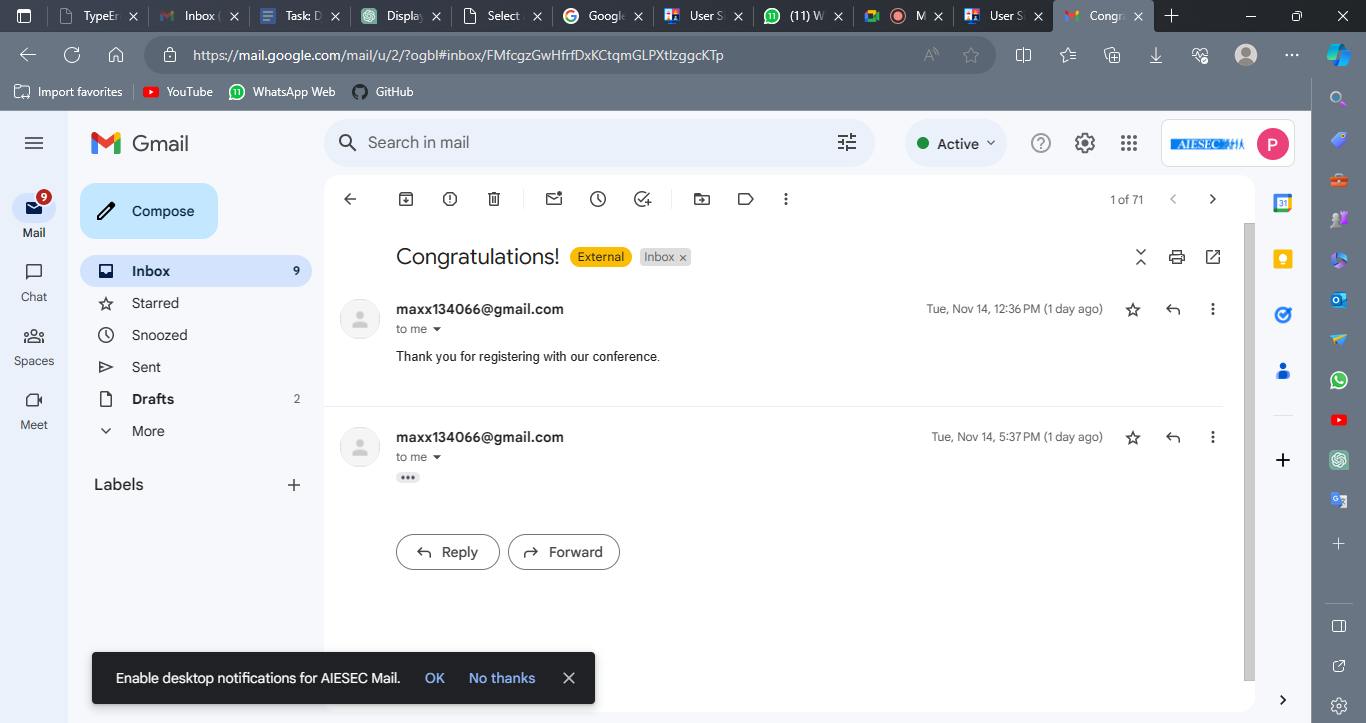 TypeEr
Inbox (
Task: D
Display
Select a
Google
User Si
(11) W
M
User Si
Congra
https://mail.google.com/mail/u/2/?ogbl#inbox/FMfcgzGwHfrfDxKCtqmGLPXtlzggcKTp
Import favorites
YouTube
11
WhatsApp Web
GitHub
Gmail
Search in mail
Active
AIESEC
P
9
Mail
Chat
Spaces
Meet
Compose
Inbox 9
Starred
Snoozed
Sent
Drafts 2
More
Labels
1 of 71
Congratulations! External Inbox ×
maxx134066@gmail.com Tue, Nov 14, 12:36 PM (1 day ago)
to me
Thank you for registering with our conference.
maxx134066@gmail.com Tue, Nov 14, 5:37 PM (1 day ago)
to me
Reply
Forward
31
Enable desktop notifications for AIESEC Mail. OK No thanks